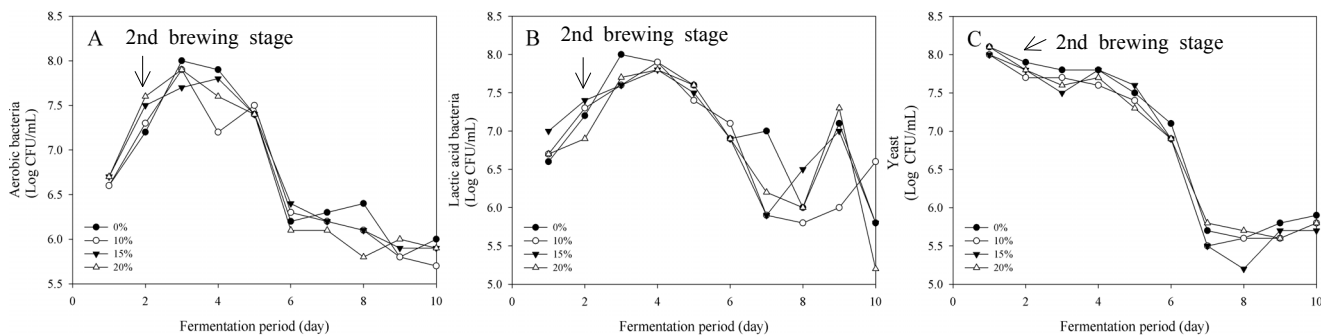 A
2nd brewing stage
Aerobic bacteria
(Log CFU/mL)
8.5
8.0
7.5
7.0
6.5
6.0
5.5
0%
10%
15%
20%
0 2 4 6 8 10
Fermentation period (day)
B
2nd brewing stage
Lactic acid bacteria
(Log CFU/mL)
8.5
8.0
7.5
7.0
6.5
6.0
5.5
5.0
0%
10%
15%
20%
0 2 4 6 8 10
Fermentation period (day)
C
2nd brewing stage
Yeast
(Log CFU/mL)
8.5
8.0
7.5
7.0
6.5
6.0
5.5
5.0
0%
10%
15%
20%
0 2 4 6 8 10
Fermentation period (day)